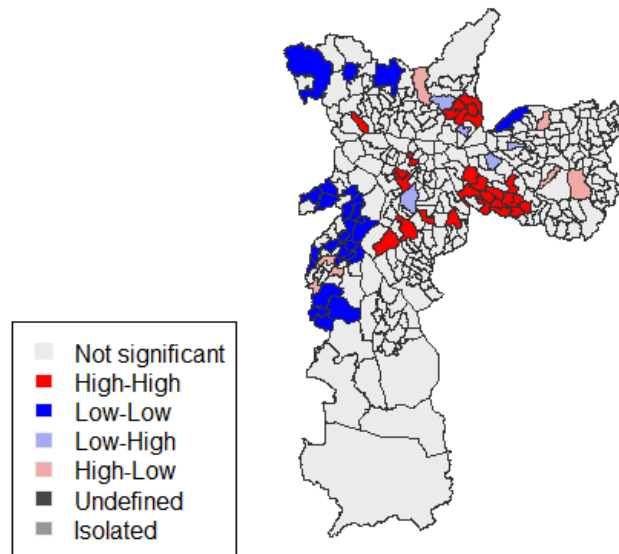 Not significant
High-High
Low-Low
Low-High
High-Low
Undefined
Isolated